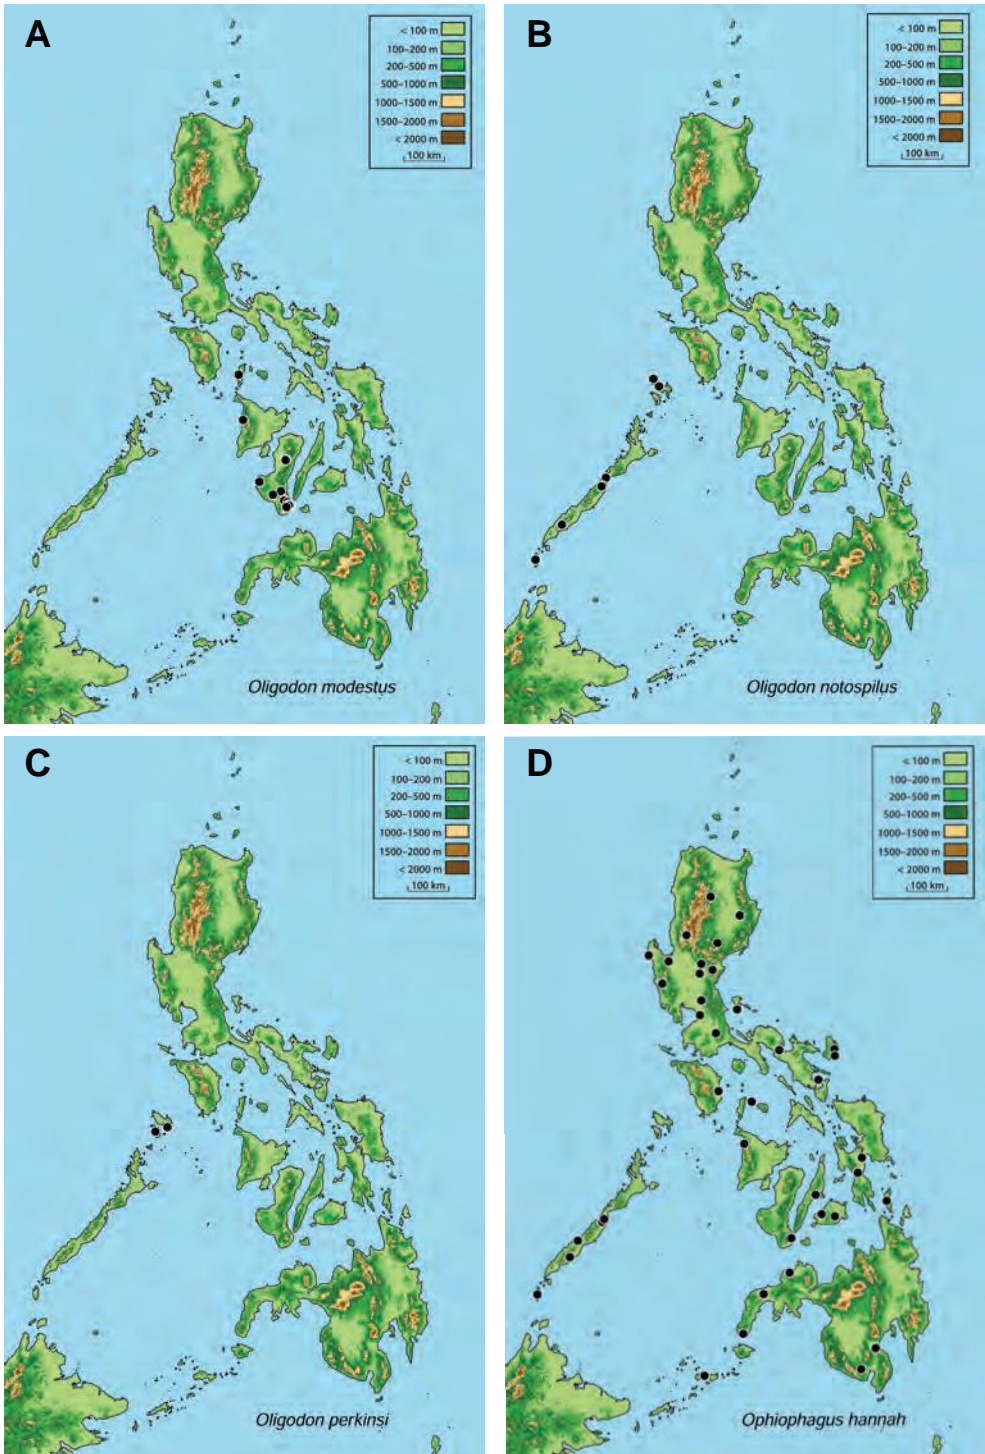 A
< 100 m
100–200 m
200–500 m
500–1000 m
1000–1500 m
1500–2000 m
< 2000 m
100 km
Oligodon modestus
B
< 100 m
100–200 m
200–500 m
500–1000 m
1000–1500 m
1500–2000 m
< 2000 m
100 km
Oligodon notospilus
C
< 100 m
100–200 m
200–500 m
500–1000 m
1000–1500 m
1500–2000 m
< 2000 m
100 km
Oligodon perkinsi
D
< 100 m
100–200 m
200–500 m
500–1000 m
1000–1500 m
1500–2000 m
< 2000 m
100 km
Ophiophagus hannah